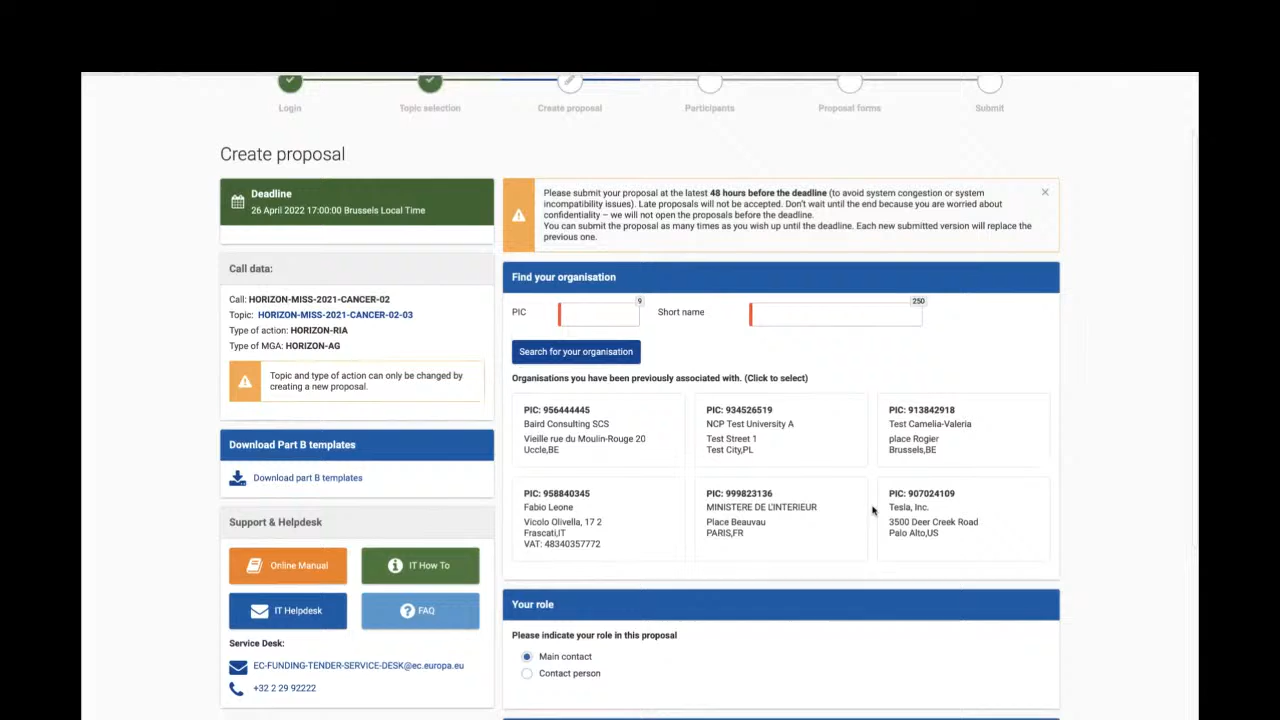 Login
Topic selection
Create proposal
Participants
Proposal forms
Submit
Create proposal
Deadline
26 April 2022 17:00:00 Brussels Local Time
Please submit your proposal at the latest 48 hours before the deadline (to avoid system congestion or system
incompatibility issues). Late proposals will not be accepted. Don't wait until the end because you are worried about
confidentiality – we will not open the proposals before the deadline.
You can submit the proposal as many times as you wish up until the deadline. Each new submitted version will replace the
previous one.
Call data:
Call: HORIZON-MISS-2021-CANCER-02
Topic: HORIZON-MISS-2021-CANCER-02-03
Type of action: HORIZON-RIA
Type of MGA: HORIZON-AG
Topic and type of action can only be changed by
creating a new proposal.
Download Part B templates
Download part B templates
Support & Helpdesk
Online Manual
IT How To
IT Helpdesk
FAQ
Service Desk:
EC-FUNDING-TENDER-SERVICE-DESK@ec.europa.eu
+32 2 29 92222
Find your organisation
PIC
9
Short name
250
Search for your organisation
Organisations you have been previously associated with. (Click to select)
PIC: 956444445
Baird Consulting SCS
Vieille rue du Moulin-Rouge 20
Uccle,BE
PIC: 934526519
NCP Test University A
Test Street 1
Test City,PL
PIC: 913842918
Test Camelia-Valeria
place Rogier
Brussels,BE
PIC: 958840345
Fabio Leone
Vicolo Olivella, 17 2
Frascati,IT
VAT: 48340357772
PIC: 999823136
MINISTERE DE L'INTERIEUR
Place Beauvau
PARIS,FR
PIC: 907024109
Tesla, Inc.
3500 Deer Creek Road
Palo Alto,US
Your role
Please indicate your role in this proposal
Main contact
Contact person